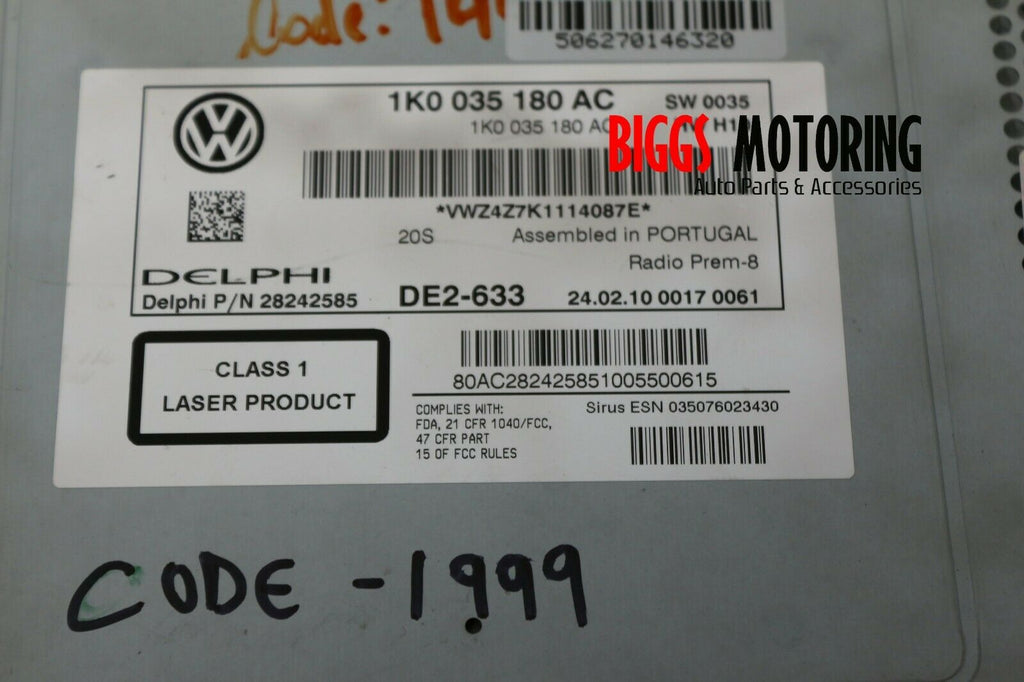 Code: 19
506270146320
1K0 035 180 AC SW 0035
1K0 035 180 AC
BIGGS MOTORING
Auto Parts & Accessories
*VWZ4Z7K1114087E*
20S Assembled in PORTUGAL
Radio Prem-8
DELPHI
Delphi P/N 28242585 DE2-633 24.02.10 0017 0061
CLASS 1
LASER PRODUCT
80AC282425851005500615
COMPLIES WITH:
FDA, 21 CFR 1040/FCC,
47 CFR PART
15 OF FCC RULES
Sirus ESN 035076023430
CODE - 1999